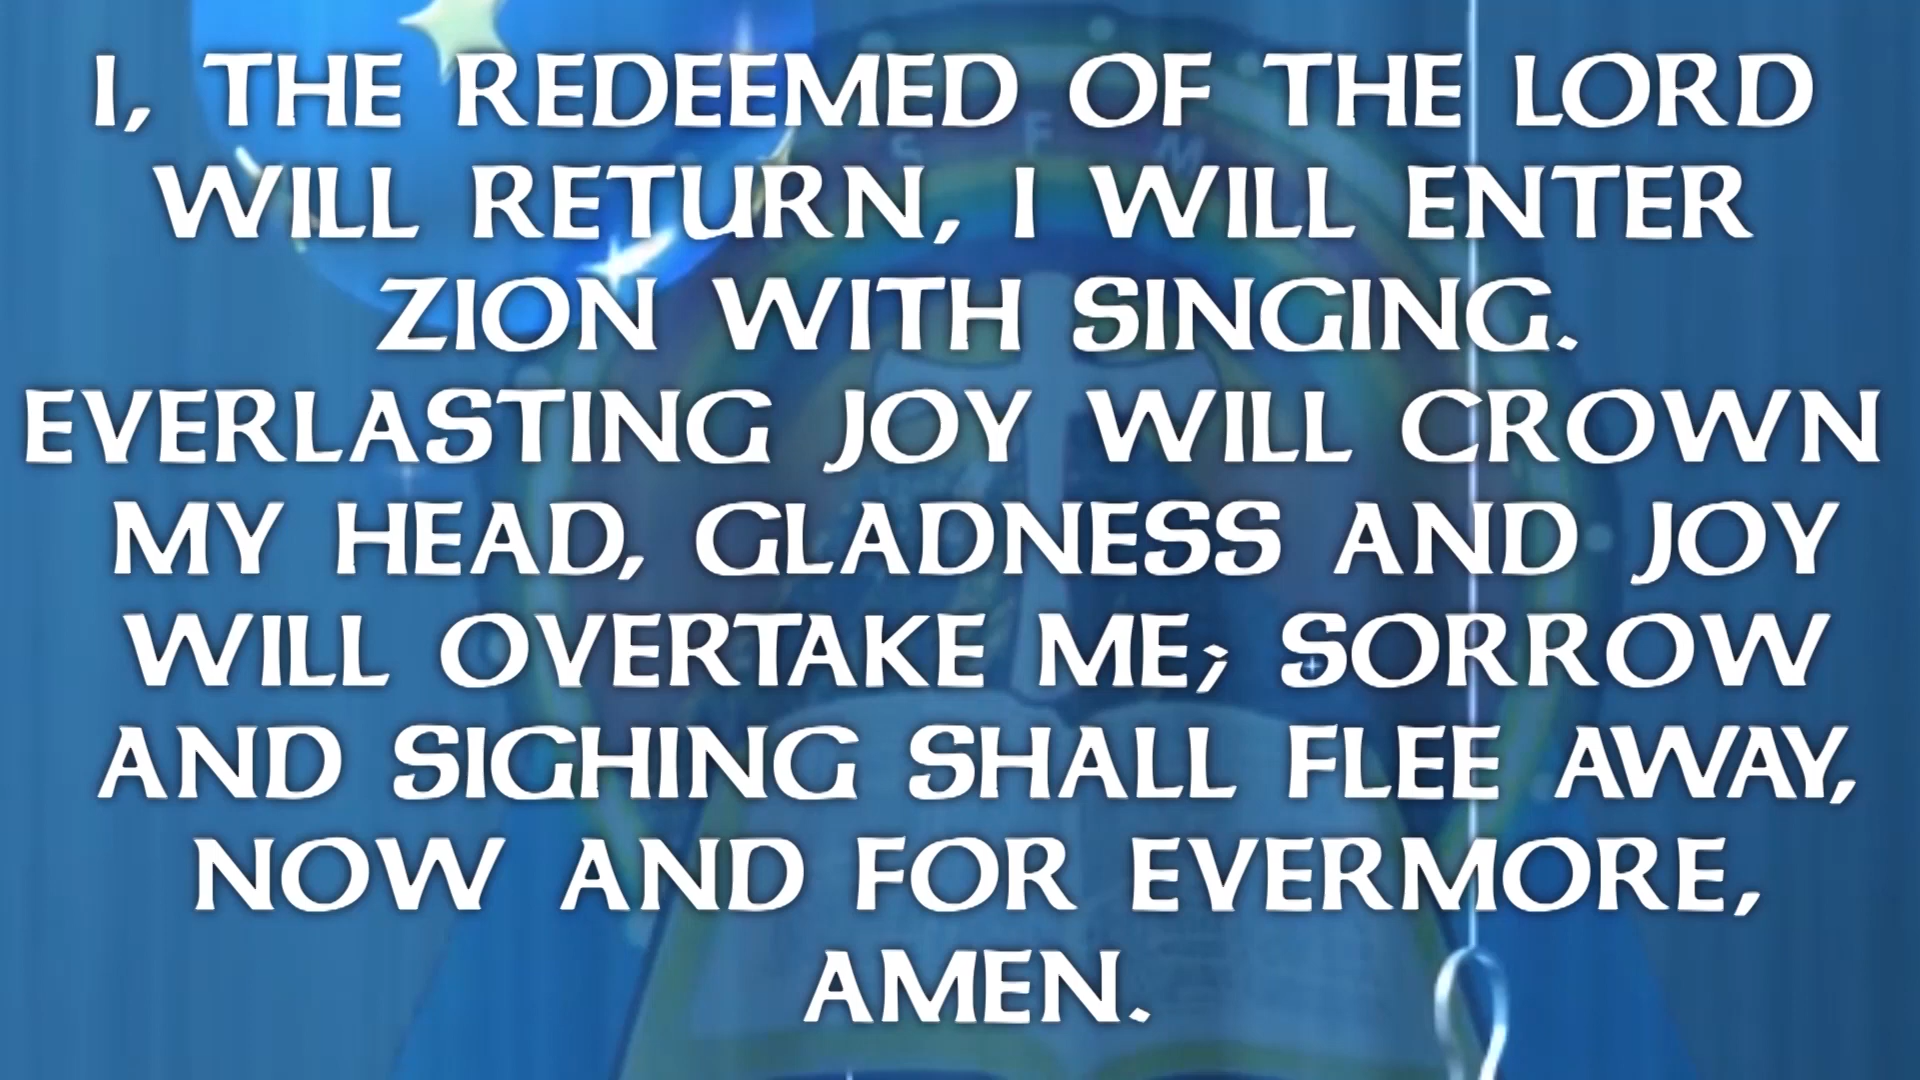 S F M
I, THE REDEEMED OF THE LORD
WILL RETURN, I WILL ENTER
ZION WITH SINGING.
EVERLASTING JOY WILL CROWN
MY HEAD, GLADNESS AND JOY
WILL OVERTAKE ME; SORROW
AND SIGHING SHALL FLEE AWAY,
NOW AND FOR EVERMORE,
AMEN.